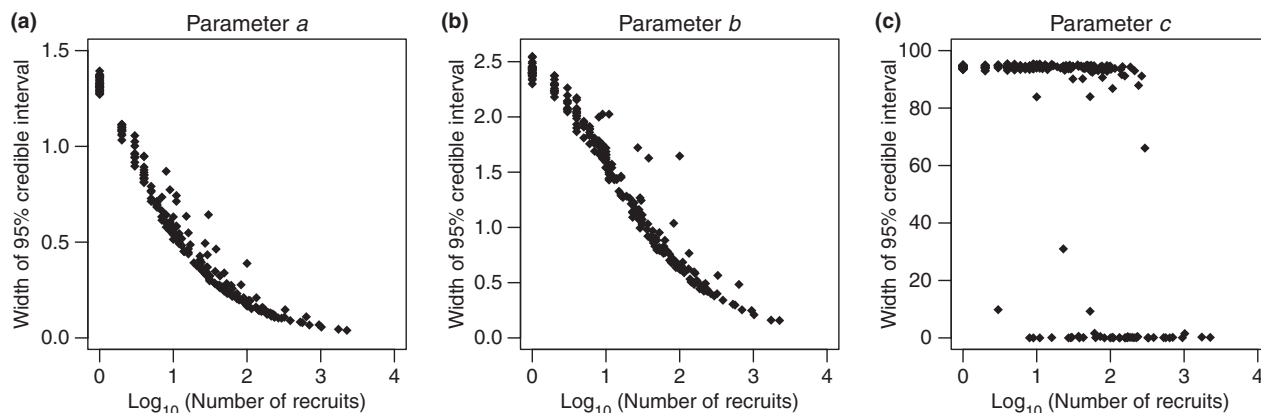 (a) Parameter a
Width of 95% credible interval
1.5
1.0
0.5
0.0
0 1 2 3 4
Log10 (Number of recruits)
(b) Parameter b
Width of 95% credible interval
2.5
2.0
1.5
1.0
0.5
0.0
0 1 2 3 4
Log10 (Number of recruits)
(c) Parameter c
Width of 95% credible interval
100
80
60
40
20
0
0 1 2 3 4
Log10 (Number of recruits)